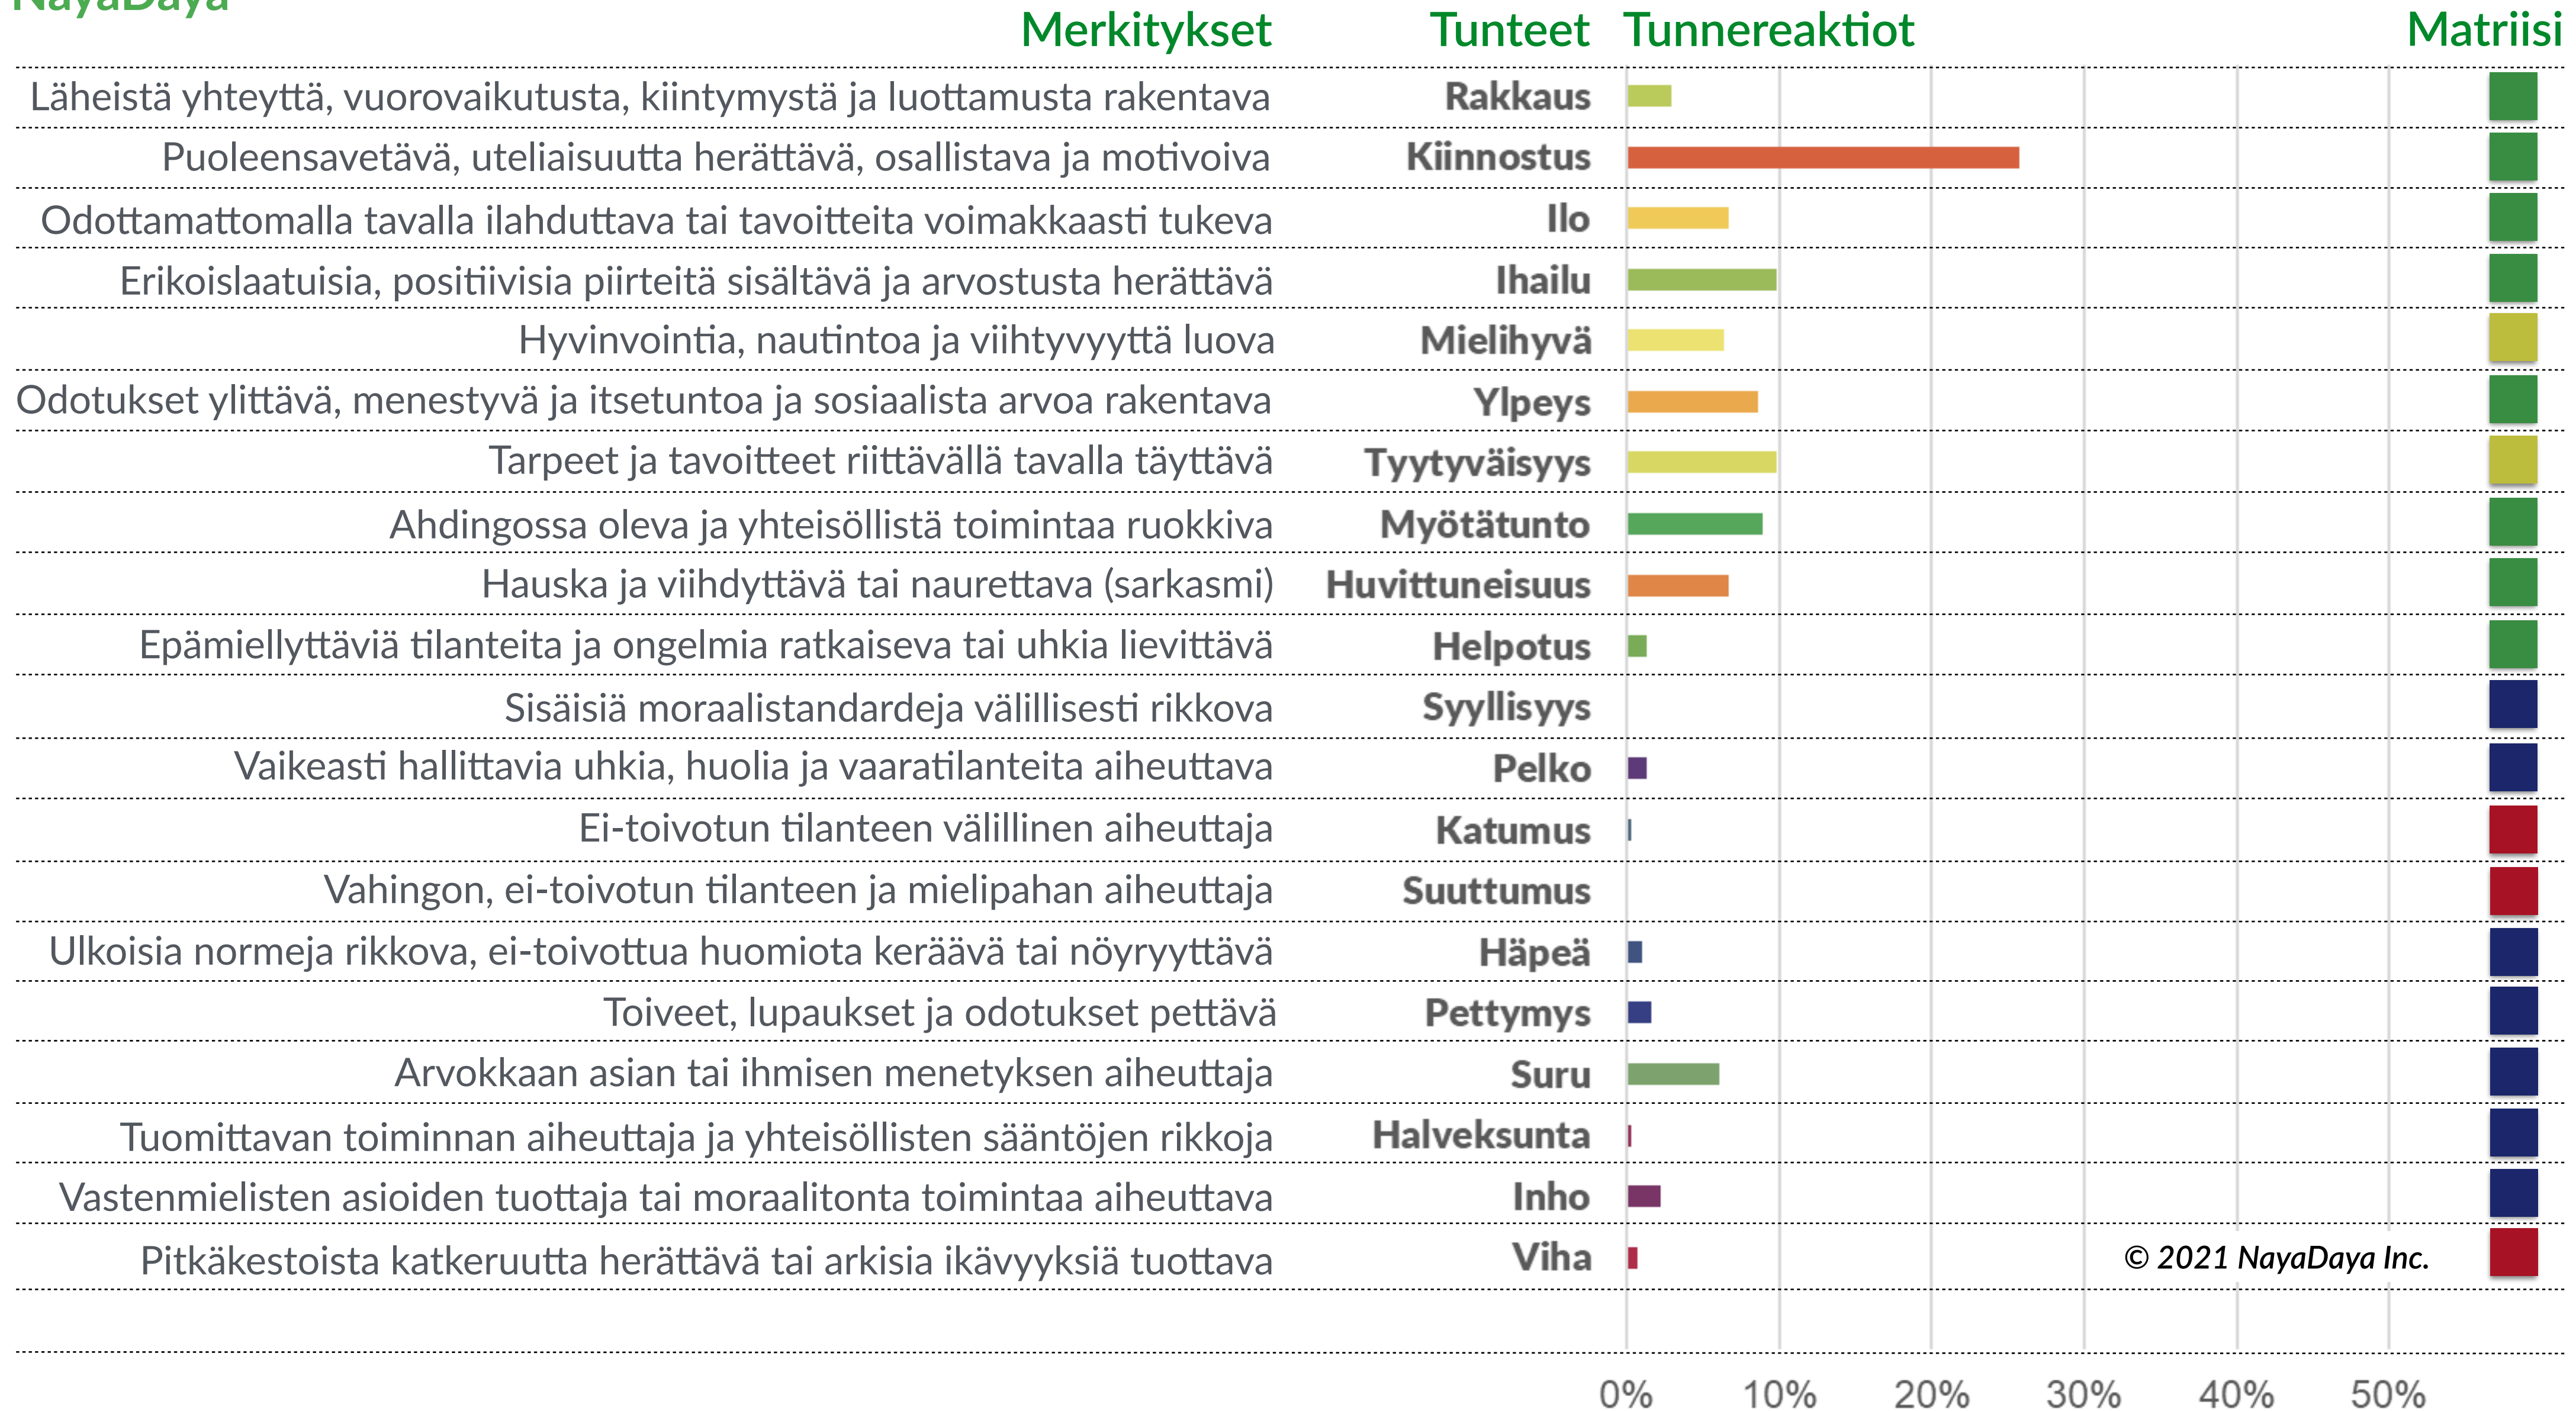 NayaDaya
Merkitykset Tunteet Tunnereaktiot Matriisi
Läheistä yhteyttä, vuorovaikutusta, kiintymystä ja luottamusta rakentava Rakkaus
Puoleensavetävä, uteliaisuutta herättävä, osallistava ja motivoiva Kiinnostus
Odottamattomalla tavalla ilahduttava tai tavoitteita voimakkaasti tukeva Ilo
Erikoislaatuisia, positiivisia piirteitä sisältävä ja arvostusta herättävä Ihailu
Hyvinvointia, nautintoa ja viihtyvyyttä luova Mielihyvä
Odotukset ylittävä, menestyvä ja itsetuntoa ja sosiaalista arvoa rakentava Ylpeys
Tarpeet ja tavoitteet riittävällä tavalla täyttävä Tyytyväisyys
Ahdingossa oleva ja yhteisöllistä toimintaa ruokkiva Myötätunto
Hauska ja viihdyttävä tai naurettava (sarkasmi) Huvittuneisuus
Epämiellyttäviä tilanteita ja ongelmia ratkaiseva tai uhkia lievittävä Helpotus
Sisäisiä moraalistandardeja välillisesti rikkova Syyllisyys
Vaikeasti hallittavia uhkia, huolia ja vaaratilanteita aiheuttava Pelko
Ei-toivotun tilanteen välillinen aiheuttaja Katumus
Vahingon, ei-toivotun tilanteen ja mielipahan aiheuttaja Suuttumus
Ulkoisia normeja rikkova, ei-toivottua huomiota keräävä tai nöyryyttävä Häpeä
Toiveet, lupaukset ja odotukset pettävä Pettymys
Arvokkaan asian tai ihmisen menetyksen aiheuttaja Suru
Tuomittavan toiminnan aiheuttaja ja yhteisöllisten sääntöjen rikkoja Halveksunta
Vastenmielisten asioiden tuottaja tai moraalitonta toimintaa aiheuttava Inho
Pitkäkestoista katkeruutta herättävä tai arkisia ikävyyksiä tuottava Viha © 2021 NayaDaya Inc.
0% 10% 20% 30% 40% 50%